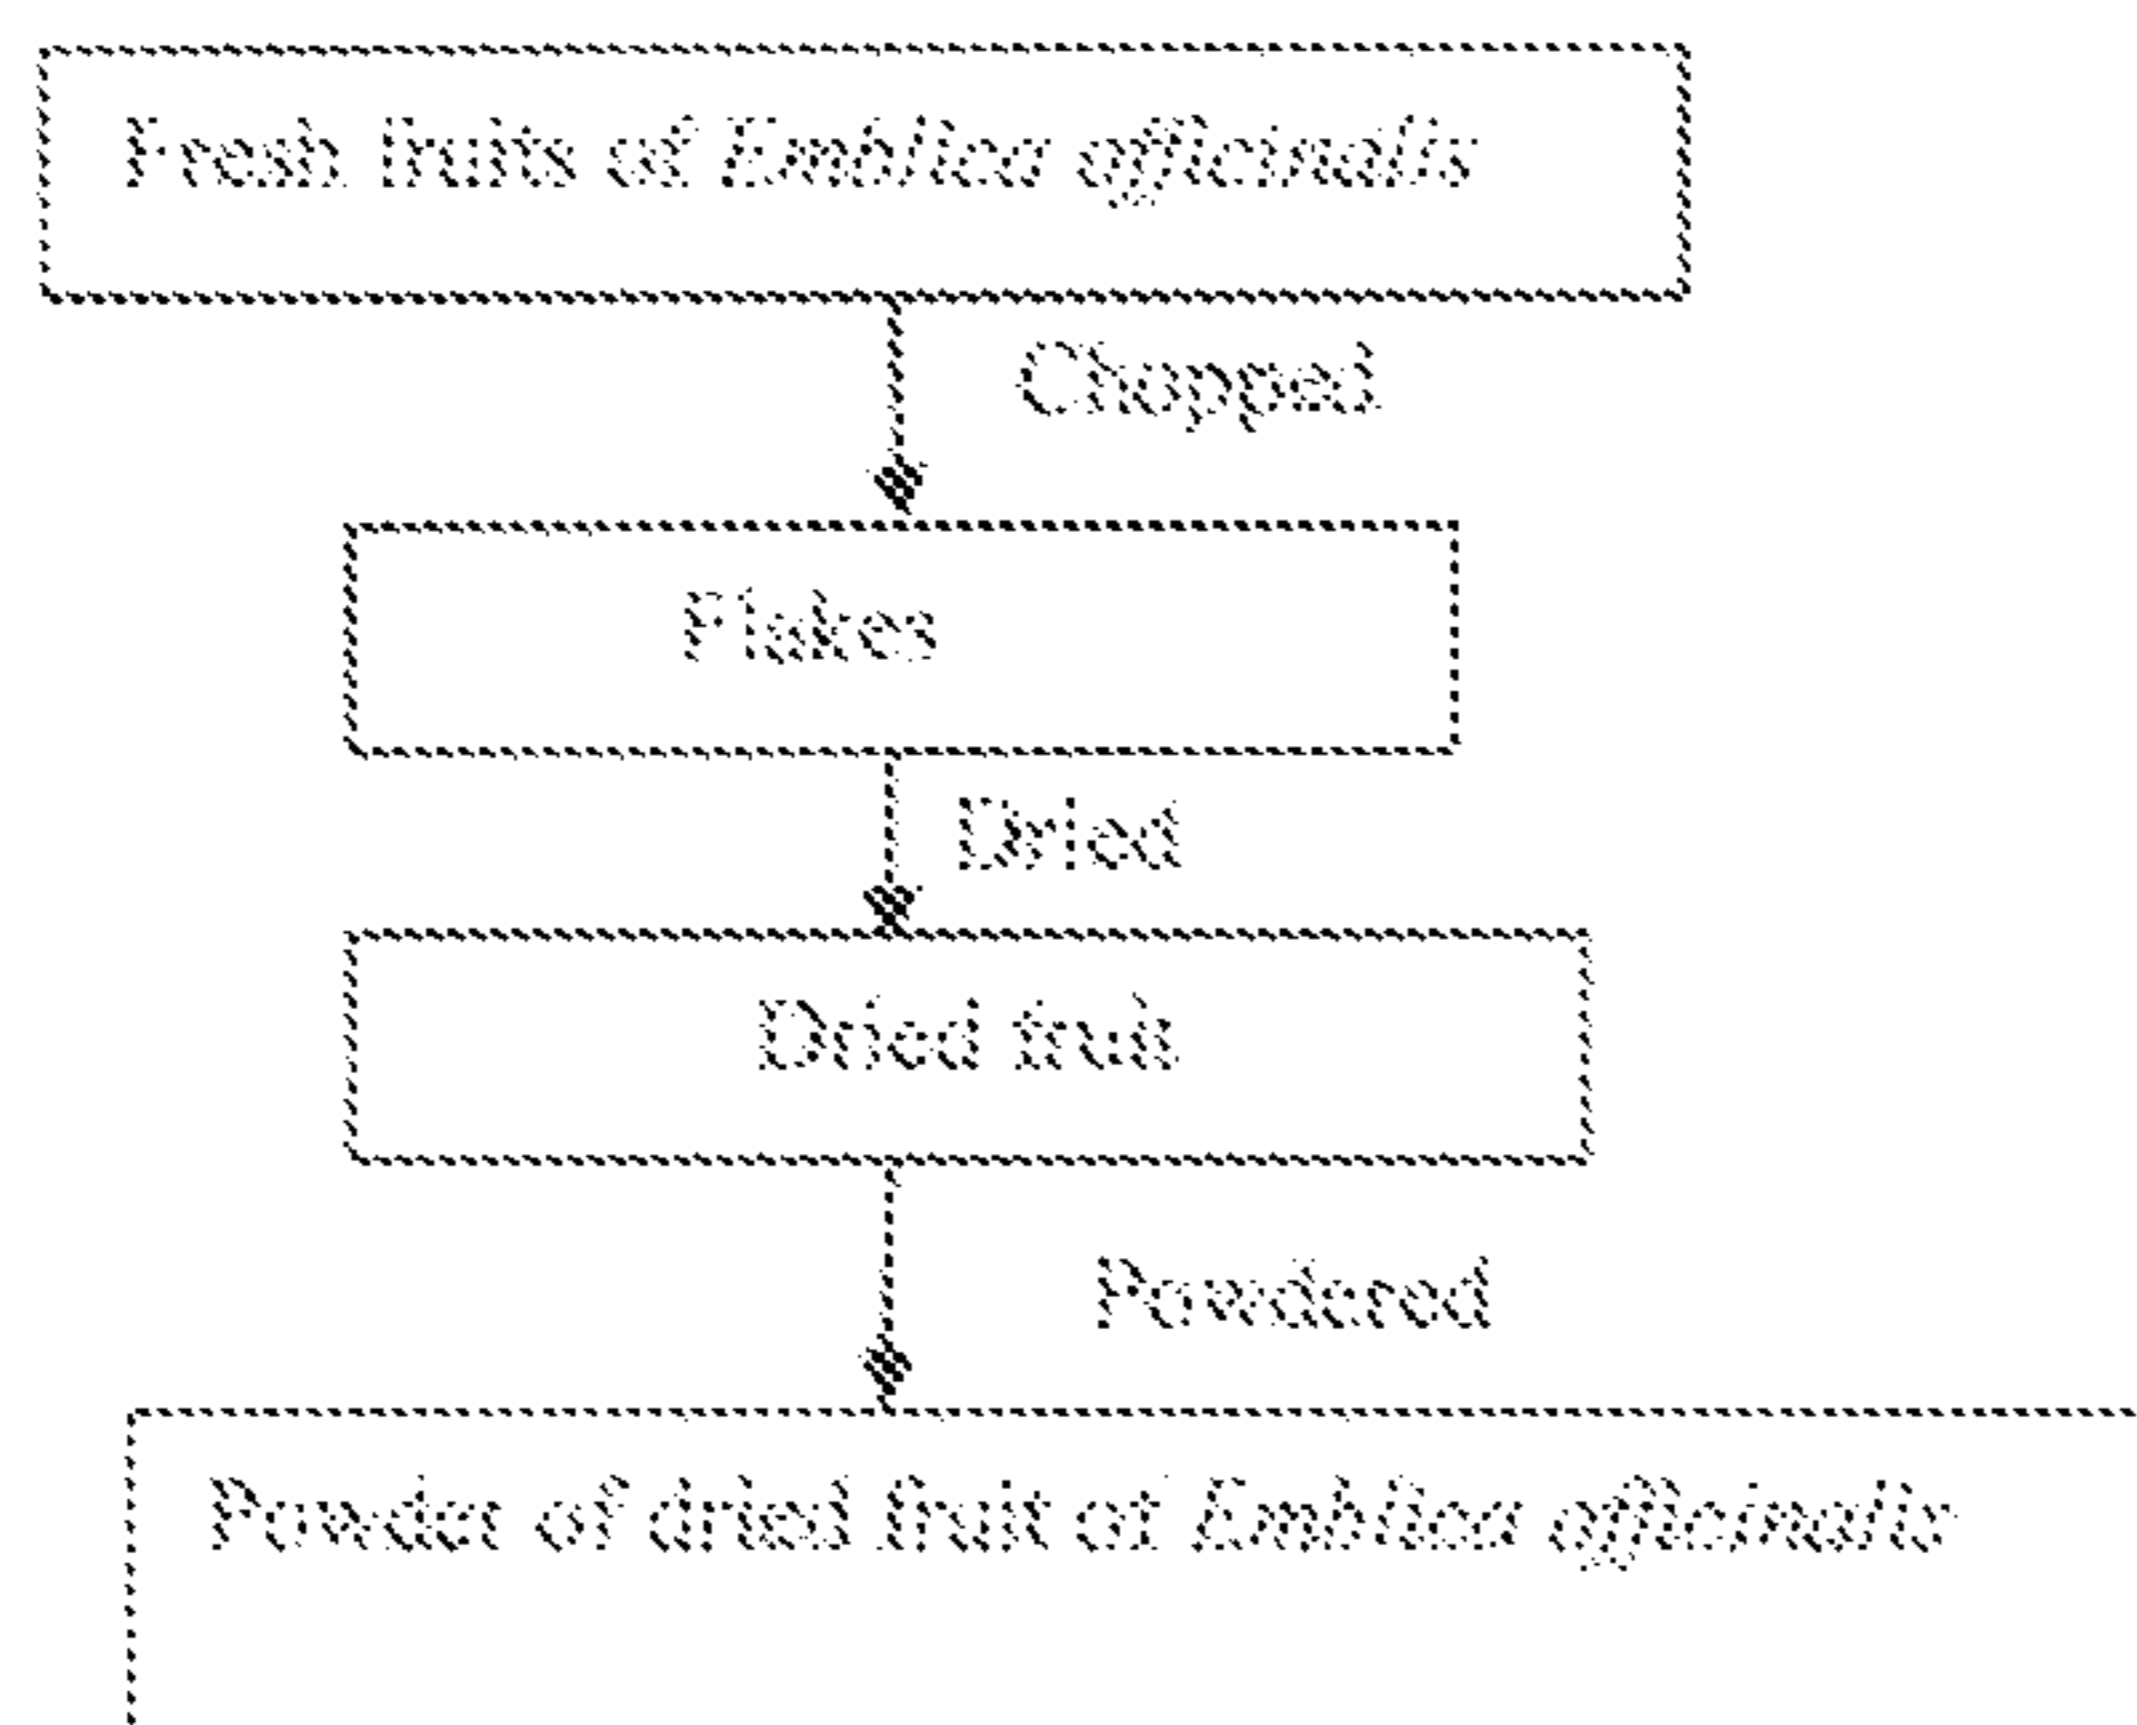 Fresh fruits of Emblica officinalis
Chopped
Flakes
Dried
Dried fruit
Powdered
Powder of dried fruit of Emblica officinalis